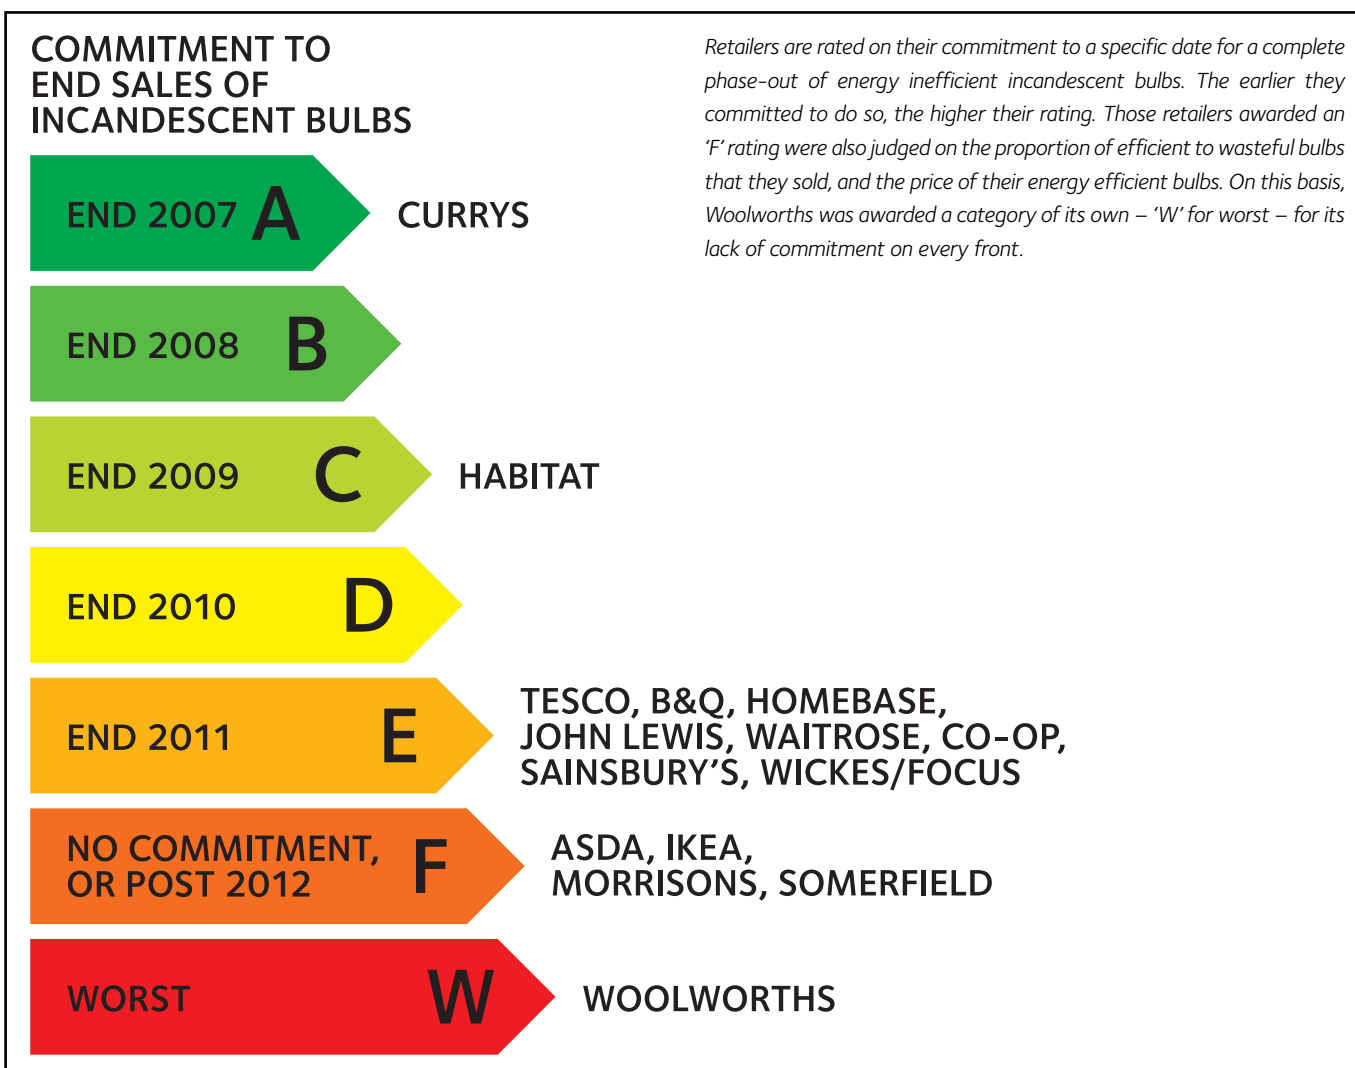 COMMITMENT TO
END SALES OF
INCANDESCENT BULBS
Retailers are rated on their commitment to a specific date for a complete
phase-out of energy inefficient incandescent bulbs. The earlier they
committed to do so, the higher their rating. Those retailers awarded an
‘F’ rating were also judged on the proportion of efficient to wasteful bulbs
that they sold, and the price of their energy efficient bulbs. On this basis,
Woolworths was awarded a category of its own – ‘W’ for worst – for its
lack of commitment on every front.
END 2007 A CURRYS
END 2008 B
END 2009 C HABITAT
END 2010 D
END 2011 E
TESCO, B&Q, HOMEBASE,
JOHN LEWIS, WAITROSE, CO-OP,
SAINSBURY’S, WICKES/FOCUS
NO COMMITMENT,
OR POST 2012
F
ASDA, IKEA,
MORRISONS, SOMERFIELD
WORST W WOOLWORTHS